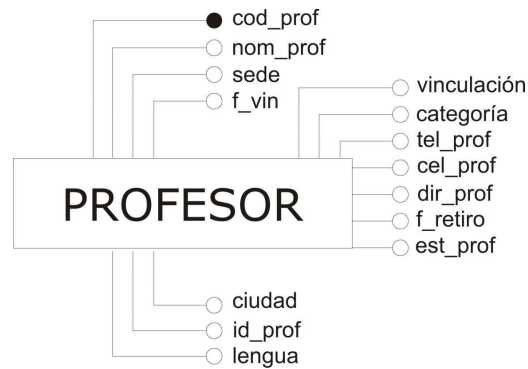 cod_prof
nom_prof
sede
f_vin
vinculación
categoría
tel_prof
cel_prof
dir_prof
f_retiro
est_prof
PROFESOR
ciudad
id_prof
lengua